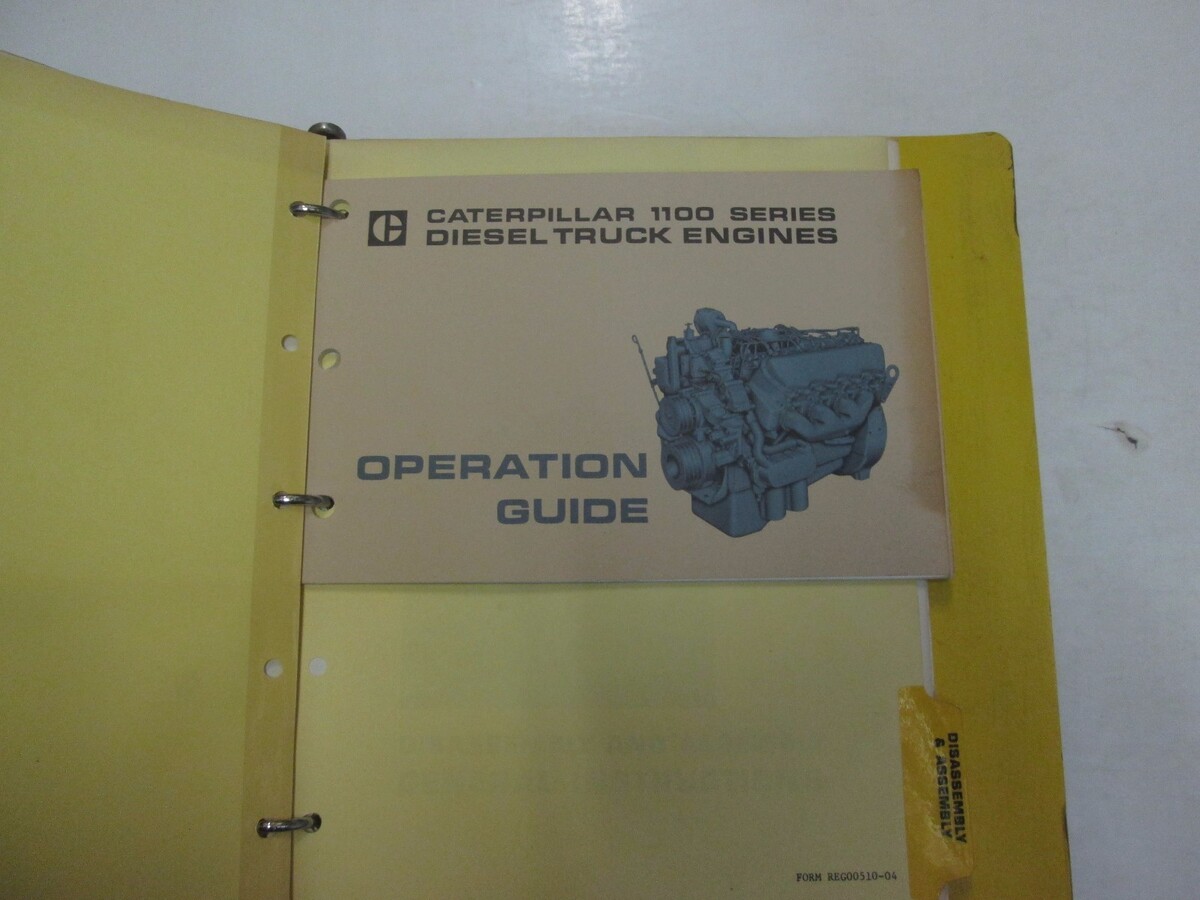 CATERPILLAR 1100 SERIES
DIESEL TRUCK ENGINES
OPERATION
GUIDE
DISASSEMBLY
& ASSEMBLY
FORM REG00510-04